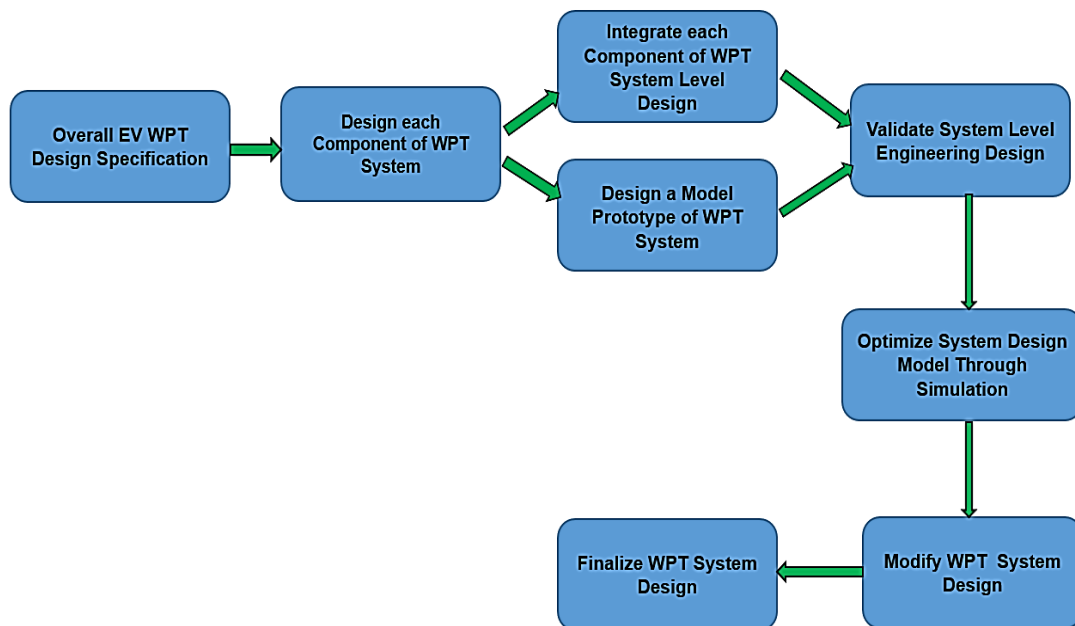 Overall EV WPT
Design Specification
Design each
Component of WPT
System
Integrate each
Component of WPT
System Level
Design
Design a Model
Prototype of WPT
System
Validate System Level
Engineering Design
Optimize System Design
Model Through
Simulation
Modify WPT System
Design
Finalize WPT System
Design